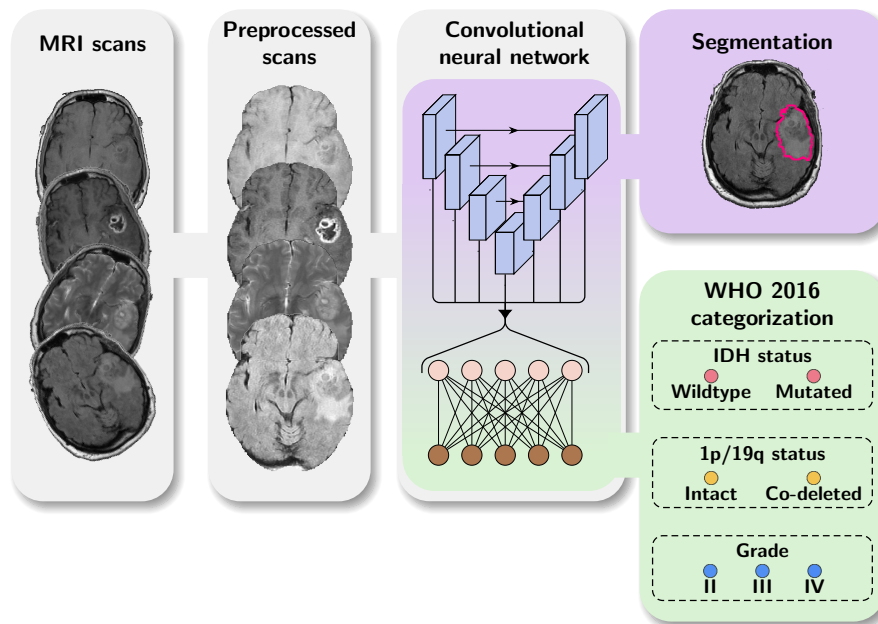 MRI scans
Preprocessed
scans
Convolutional
neural network
Segmentation
WHO 2016
categorization
IDH status
Wildtype Mutated
1p/19q status
Intact Co-deleted
Grade
II III IV